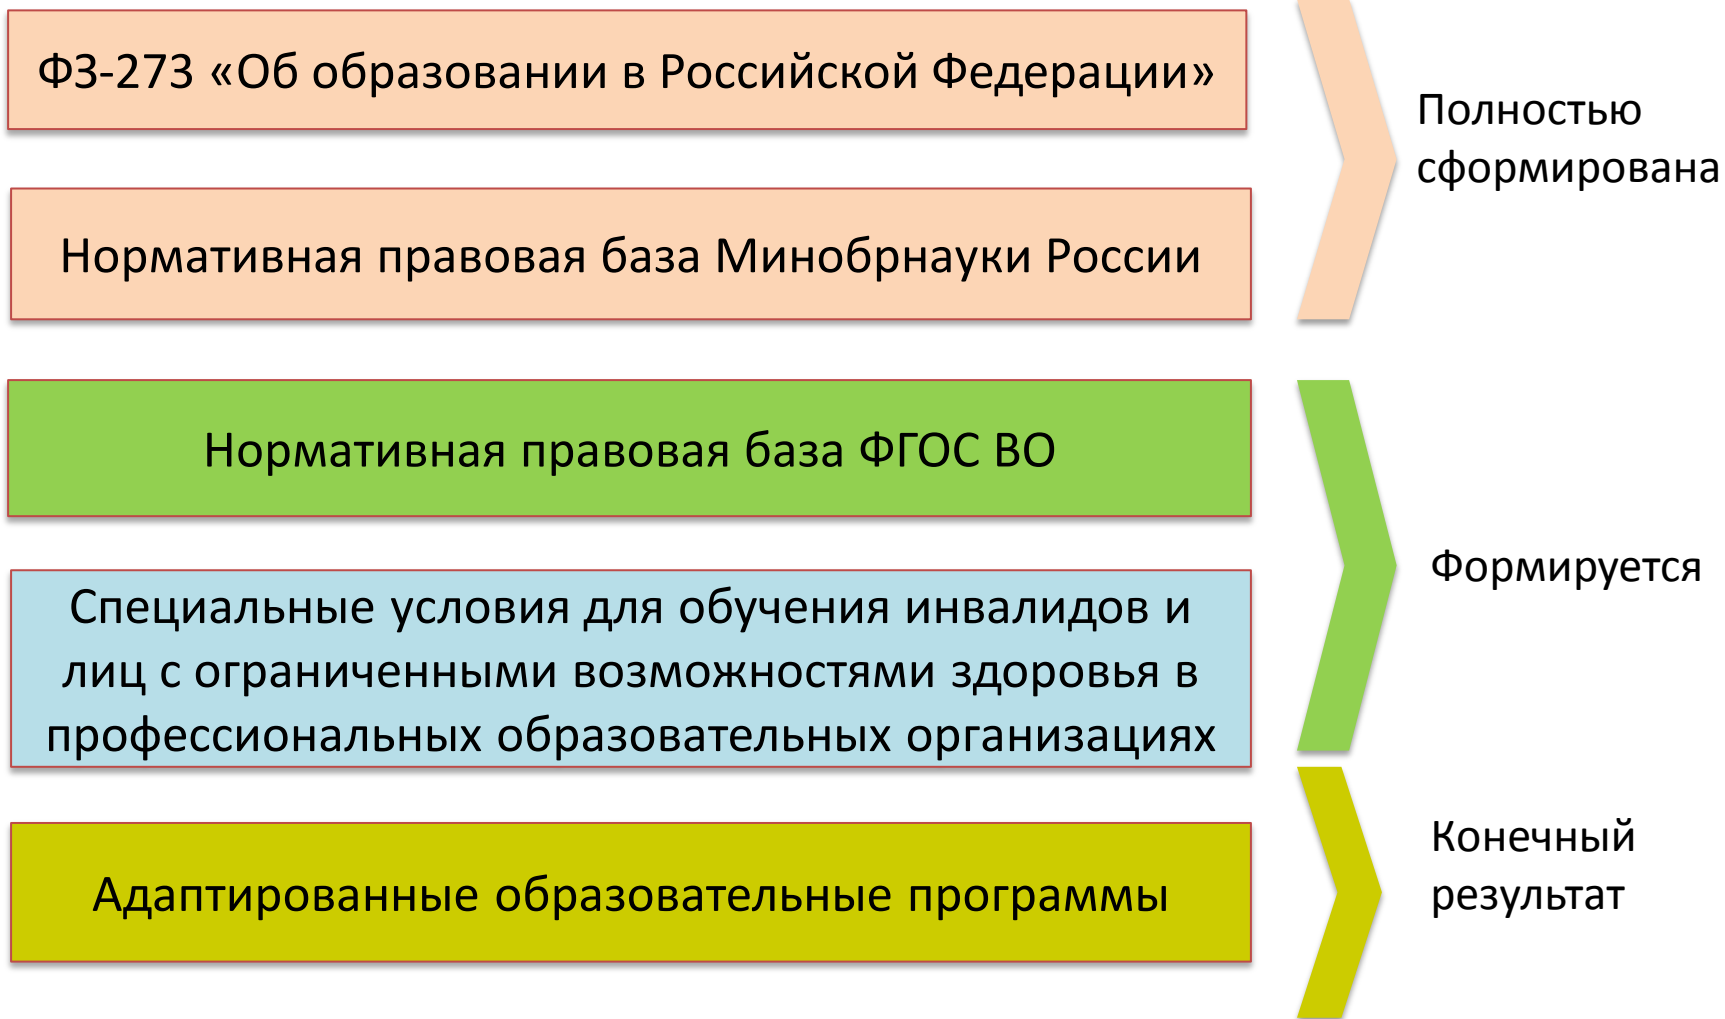 ФЗ-273 «Об образовании в Российской Федерации»
Полностью
сформирована
Нормативная правовая база Минобрнауки России
Нормативная правовая база ФГОС ВО
Формируется
Специальные условия для обучения инвалидов и
лиц с ограниченными возможностями здоровья в
профессиональных образовательных организациях
Конечный
результат
Адаптированные образовательные программы